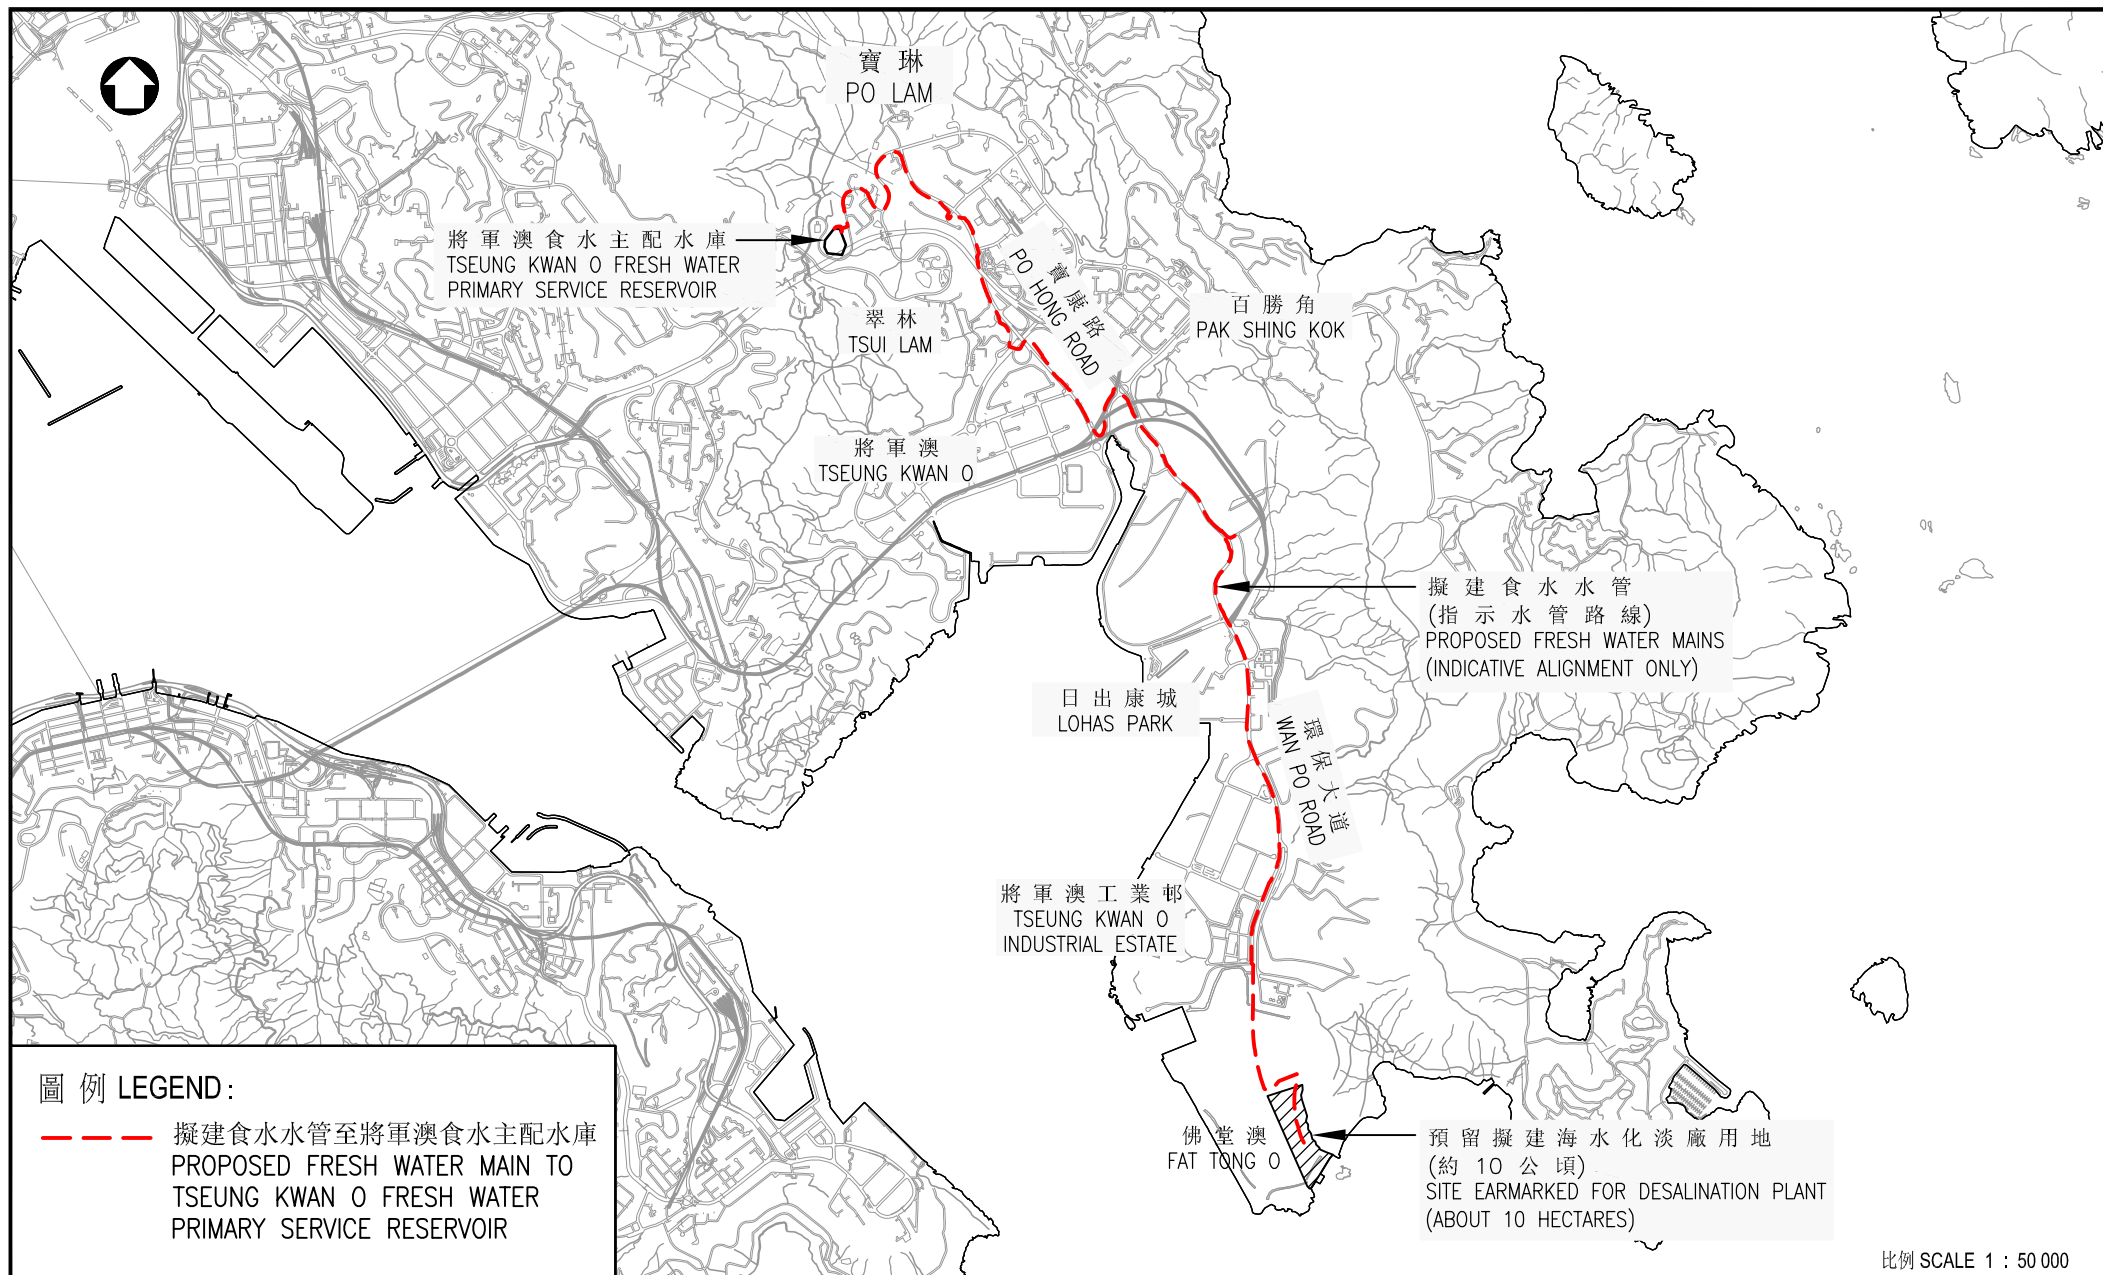 寶琳
PO LAM
將軍澳食水主配水庫
TSEUNG KWAN O FRESH WATER
PRIMARY SERVICE RESERVOIR
寶康路
PO HONG ROAD
百勝角
PAK SHING KOK
翠林
TSUI LAM
將軍澳
TSEUNG KWAN O
擬建食水水管
(指示水管路線)
PROPOSED FRESH WATER MAINS
(INDICATIVE ALIGNMENT ONLY)
日出康城
LOHAS PARK
環保大道
WAN PO ROAD
將軍澳工業邨
TSEUNG KWAN O
INDUSTRIAL ESTATE
佛堂澳
FAT TONG O
預留擬建海水化淡廠用地
(約 10 公頃)
SITE EARMARKED FOR DESALINATION PLANT
(ABOUT 10 HECTARES)
圖例 LEGEND:
擬建食水水管至將軍澳食水主配水庫
PROPOSED FRESH WATER MAIN TO
TSEUNG KWAN O FRESH WATER
PRIMARY SERVICE RESERVOIR
比例 SCALE 1 : 50 000